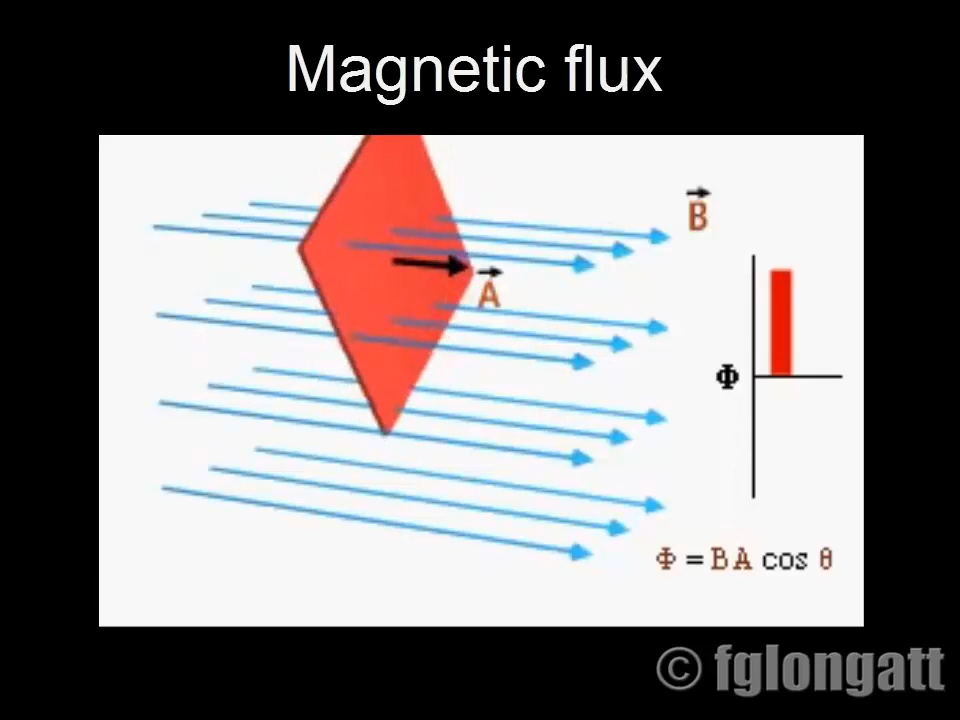 Magnetic flux
B
A
Φ
Φ = BA cos θ
© fglongatt